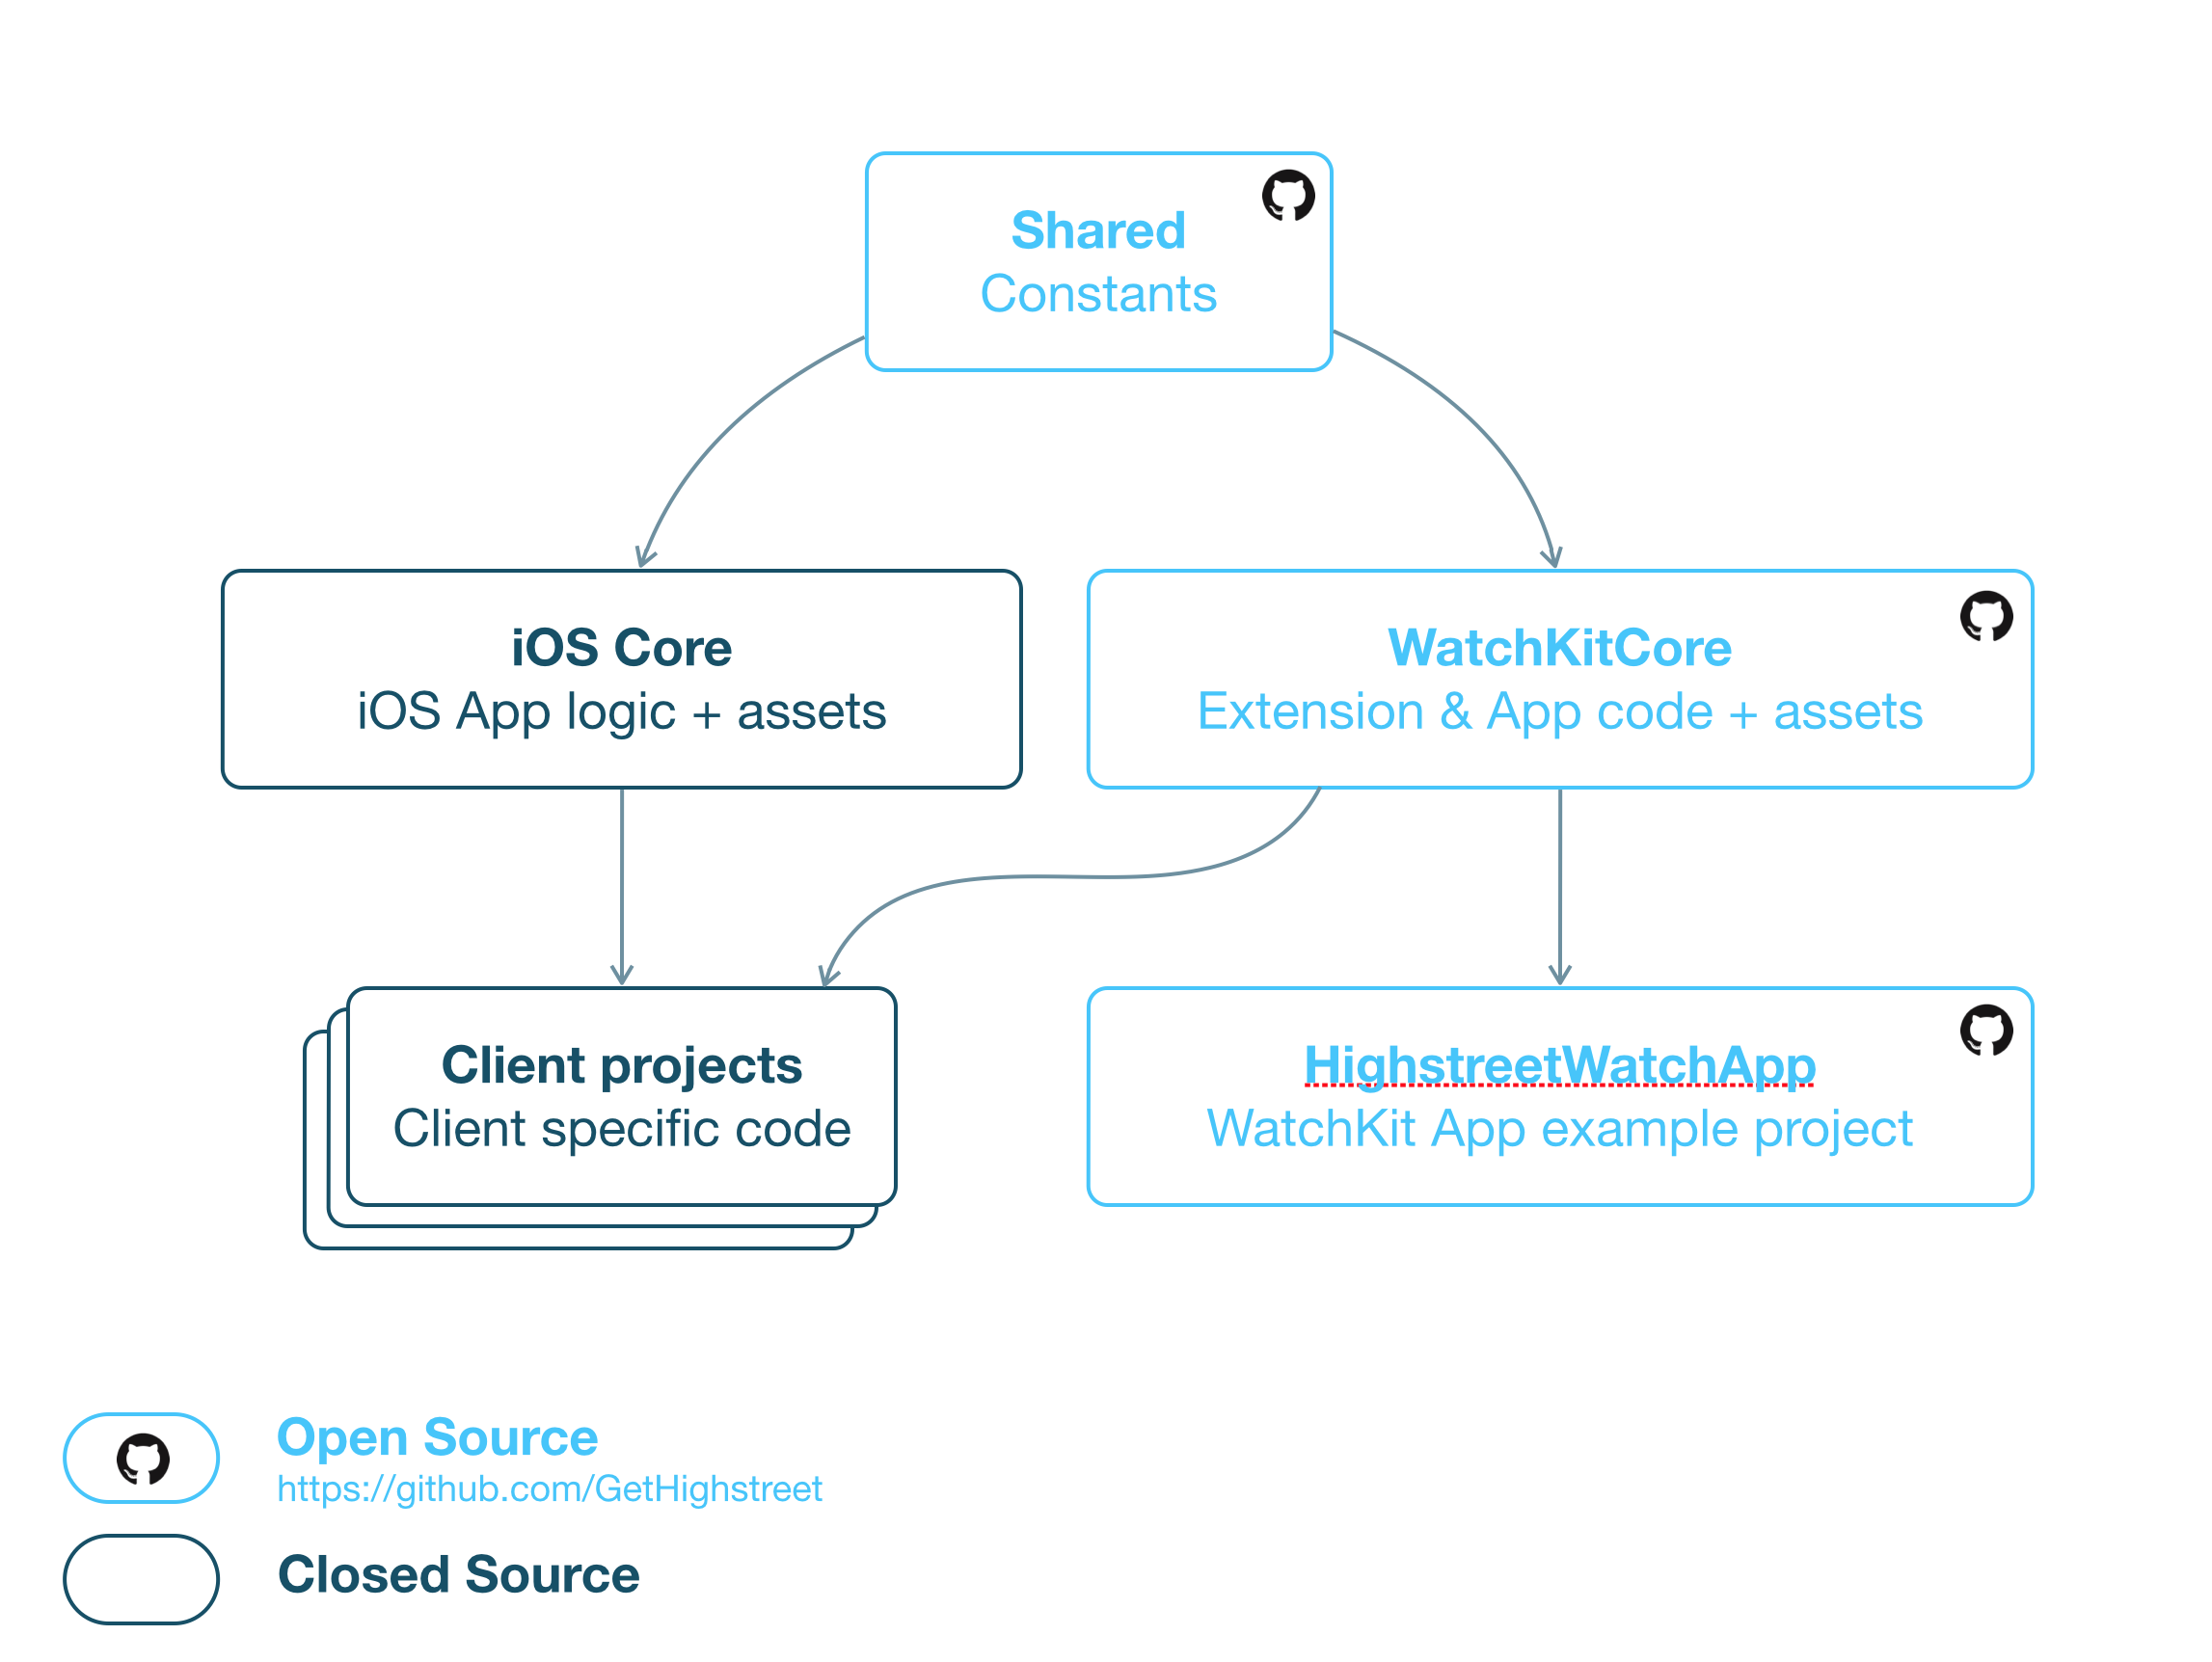 Shared
Constants
iOS Core
iOS App logic + assets
WatchKitCore
Extension & App code + assets
Client projects
Client specific code
HighstreetWatchApp
WatchKit App example project
Open Source
https://github.com/GetHighstreet
Closed Source